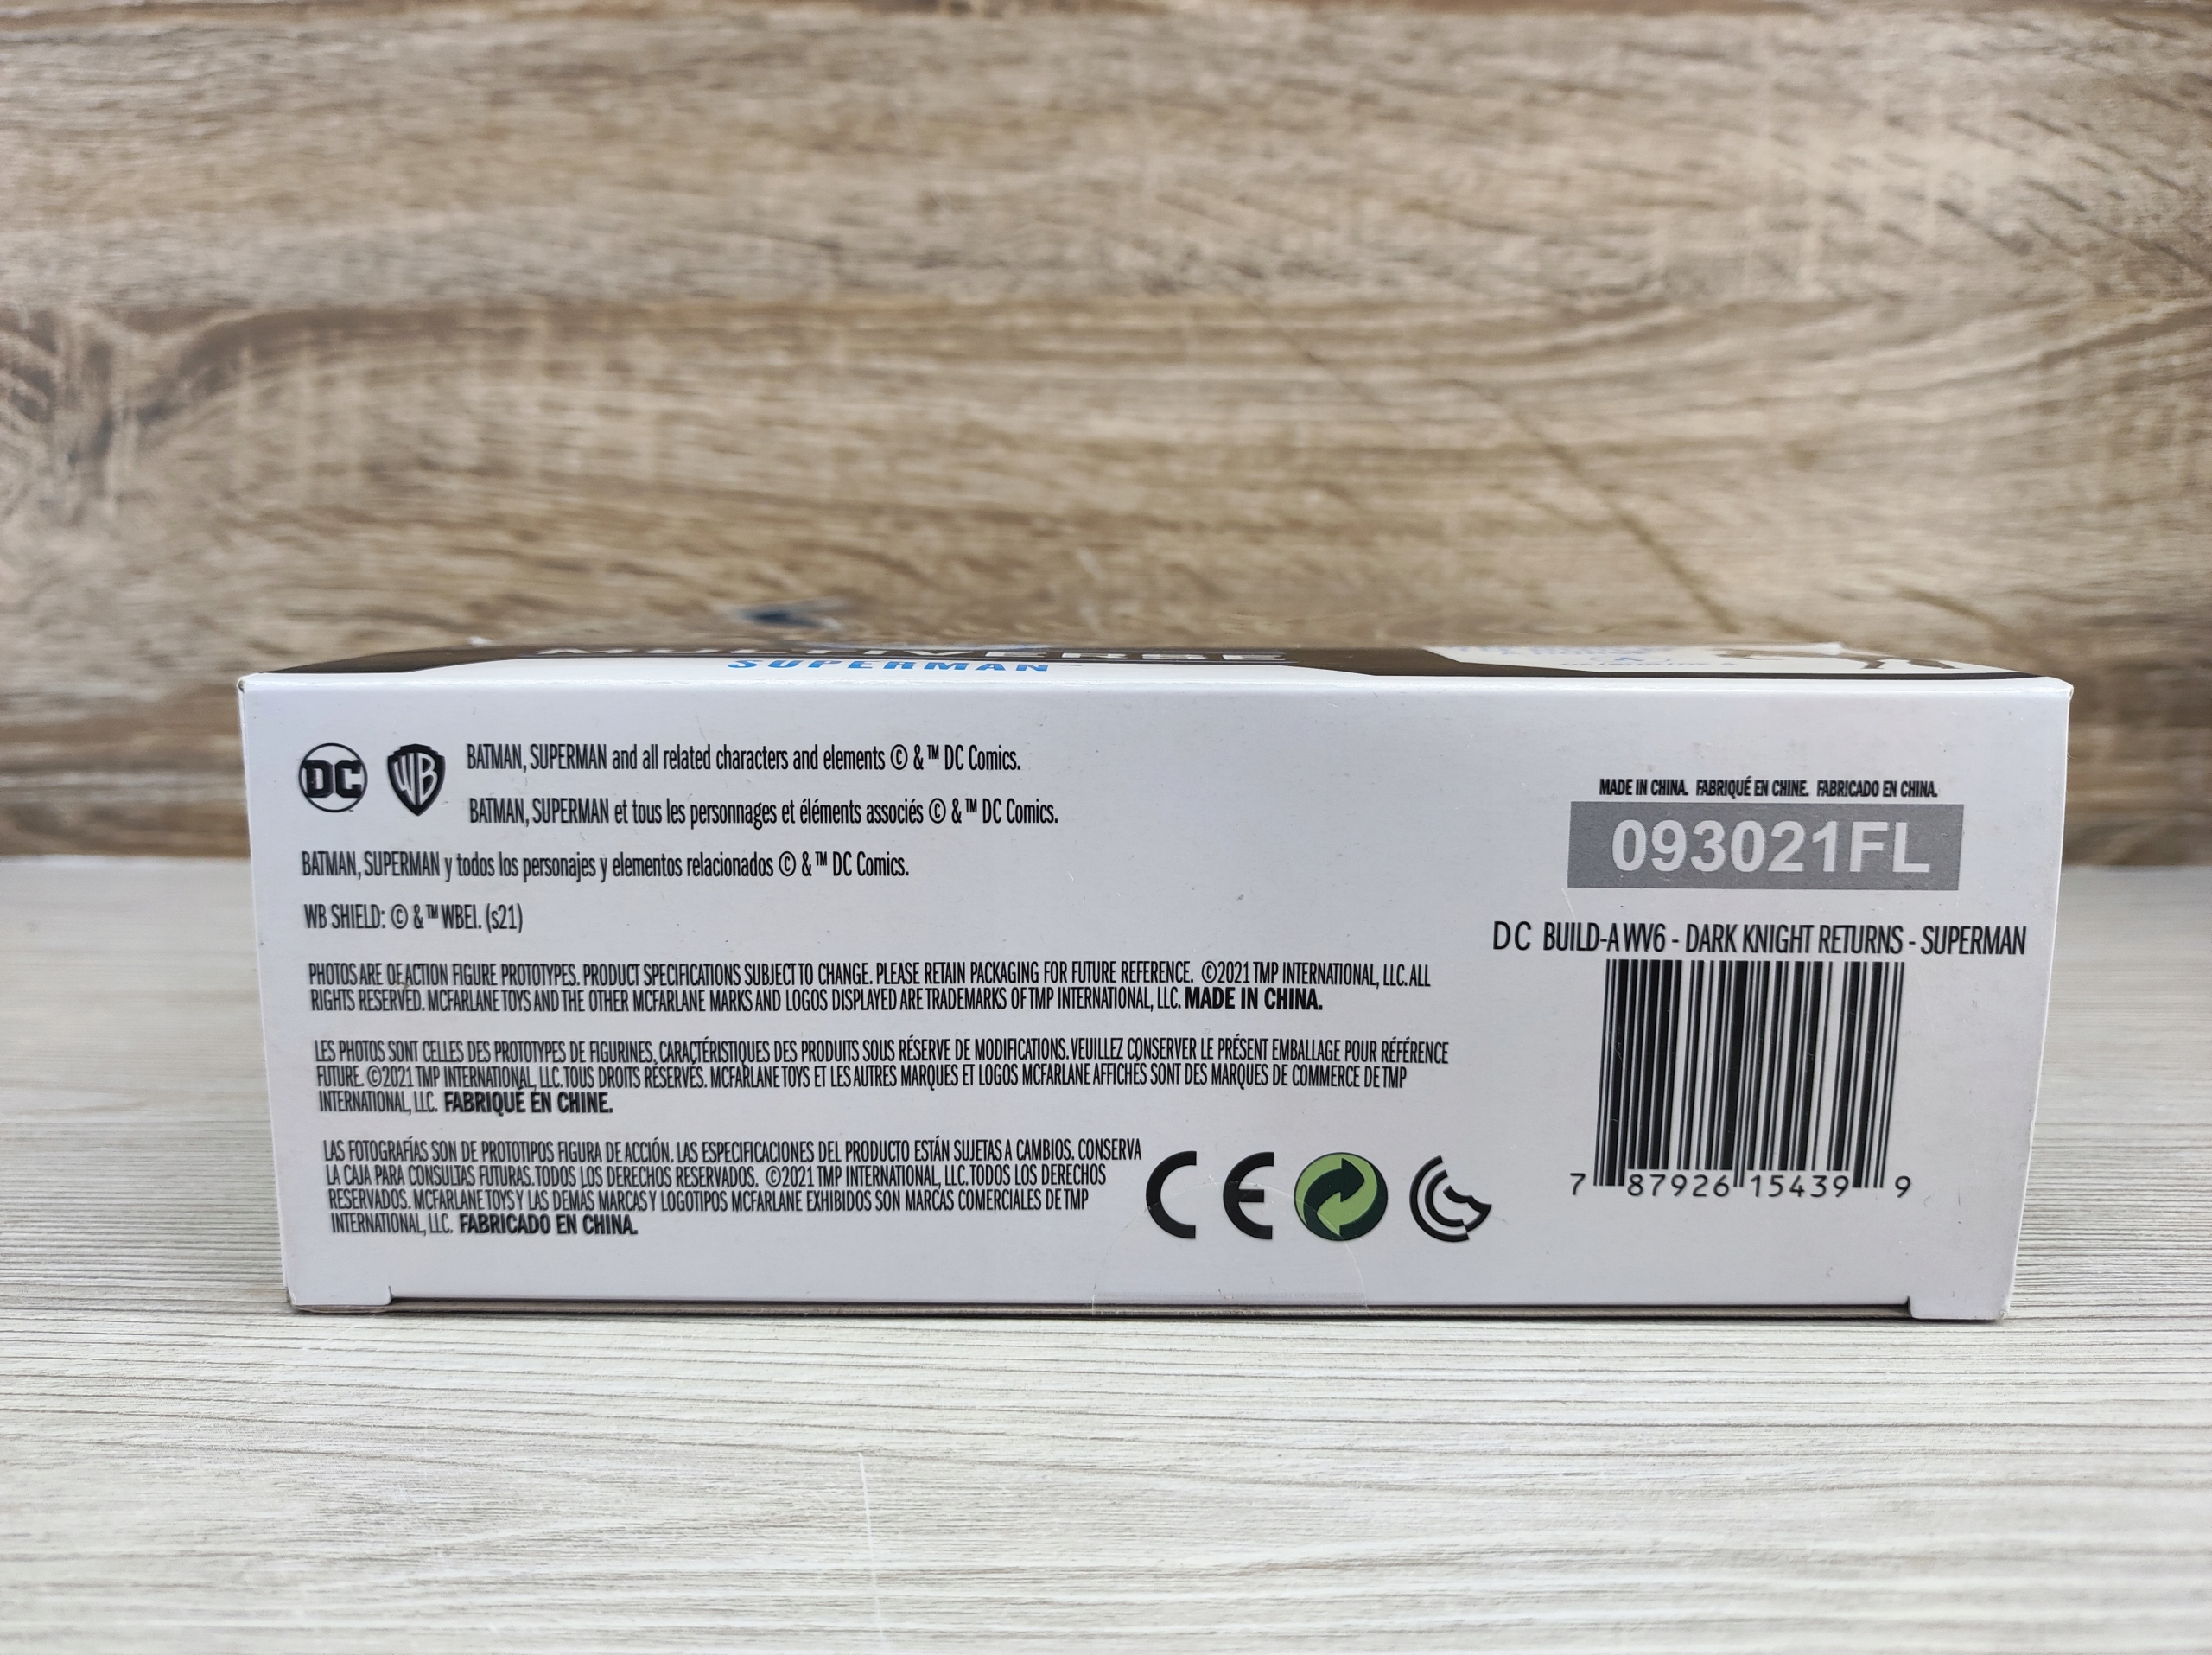 MULTIVERSE
SUPERMAN
DC
WB
BATMAN, SUPERMAN and all related characters and elements © & ™ DC Comics.
BATMAN, SUPERMAN et tous les personnages et éléments associés © & ™ DC Comics.
BATMAN, SUPERMAN y todos los personajes y elementos relacionados © & ™ DC Comics.
WB SHIELD: © & ™ WBEI. (s21)
PHOTOS ARE OF ACTION FIGURE PROTOTYPES. PRODUCT SPECIFICATIONS SUBJECT TO CHANGE. PLEASE RETAIN PACKAGING FOR FUTURE REFERENCE. ©2021 TMP INTERNATIONAL, LLC. ALL
RIGHTS RESERVED. MCFARLANE TOYS AND THE OTHER MCFARLANE MARKS AND LOGOS DISPLAYED ARE TRADEMARKS OF TMP INTERNATIONAL, LLC. MADE IN CHINA.
LES PHOTOS SONT CELLES DES PROTOTYPES DE FIGURINES, CARACTÉRISTIQUES DES PRODUITS SOUS RÉSERVE DE MODIFICATIONS. VEUILLEZ CONSERVER LE PRÉSENT EMBALLAGE POUR RÉFÉRENCE
FUTURE. ©2021 TMP INTERNATIONAL, LLC. TOUS DROITS RÉSERVÉS. MCFARLANE TOYS ET LES AUTRES MARQUES ET LOGOS MCFARLANE AFFICHÉS SONT DES MARQUES DE COMMERCE DE TMP
INTERNATIONAL, LLC. FABRIQUÉ EN CHINE.
LAS FOTOGRAFÍAS SON DE PROTOTIPOS FIGURA DE ACCIÓN. LAS ESPECIFICACIONES DEL PRODUCTO ESTÁN SUJETAS A CAMBIOS. CONSERVA
LA CAJA PARA CONSULTAS FUTURAS. TODOS LOS DERECHOS RESERVADOS. ©2021 TMP INTERNATIONAL, LLC. TODOS LOS DERECHOS
RESERVADOS. MCFARLANE TOYS Y LAS DEMÁS MARCAS Y LOGOTIPOS MCFARLANE EXHIBIDOS SON MARCAS COMERCIALES DE TMP
INTERNATIONAL, LLC. FABRICADO EN CHINA.
CE
MADE IN CHINA. FABRIQUÉ EN CHINE. FABRICADO EN CHINA.
093021FL
DC BUILD-A WV6 - DARK KNIGHT RETURNS - SUPERMAN
7 87926 15439 9